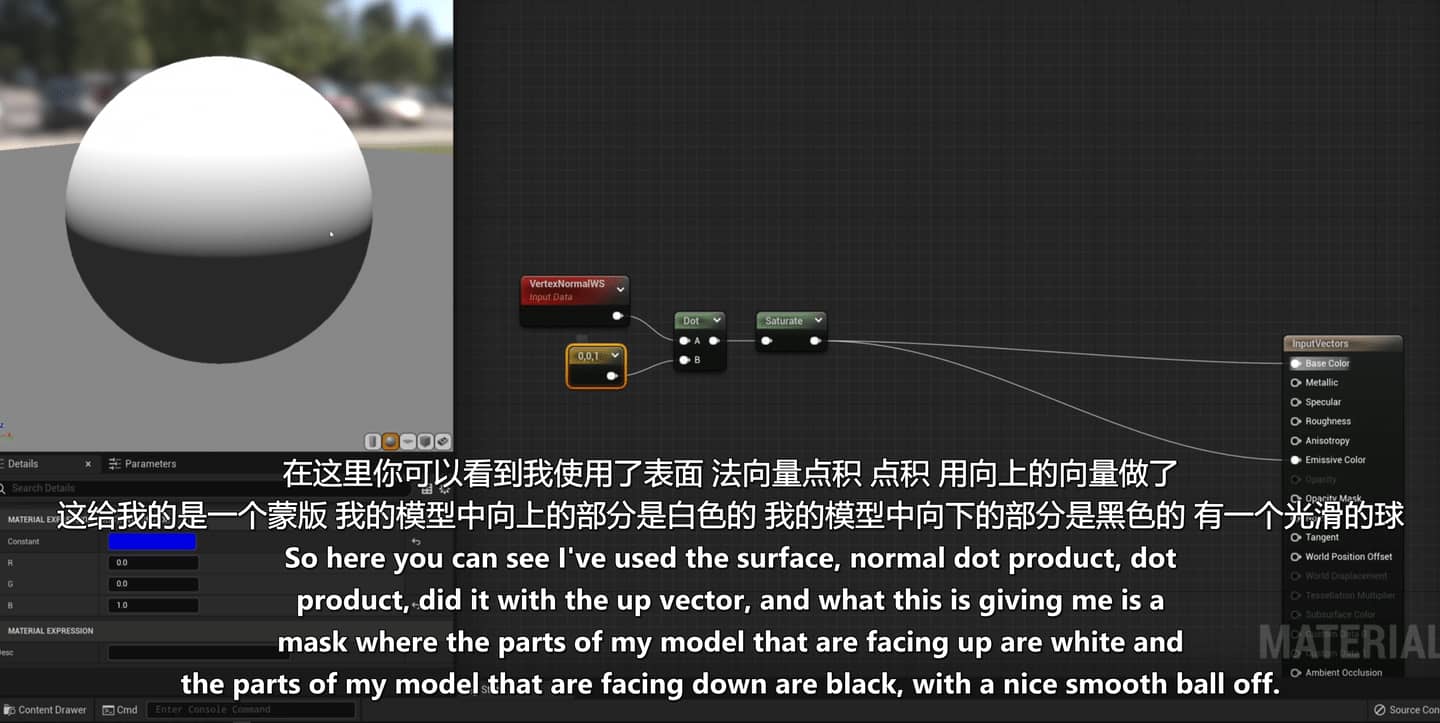 VertexNormalWS
Input Data
0,0,1
Dot
A
B
Saturate
InputVectors
Base Color
Metallic
Specular
Roughness
Anisotropy
Emissive Color
Opacity
Opacity Mask
Tangent
World Position Offset
World Displacement
Tessellation Multiplier
Subsurface Color
Ambient Occlusion
MATERIAL
Details
Parameters
Search Details
Constant
R
0.0
G
0.0
B
1.0
MATERIAL EXPRESSION
在这里你可以看到我使用了表面 法向量点积 点积 用向上的向量做了
这给我的是一个蒙版 我的模型中向上的部分是白色的 我的模型中向下的部分是黑色的 有一个光滑的球
So here you can see I've used the surface, normal dot product, dot
product, did it with the up vector, and what this is giving me is a
mask where the parts of my model that are facing up are white and
the parts of my model that are facing down are black, with a nice smooth ball off.
Content Drawer
Cmd
Enter Console Command